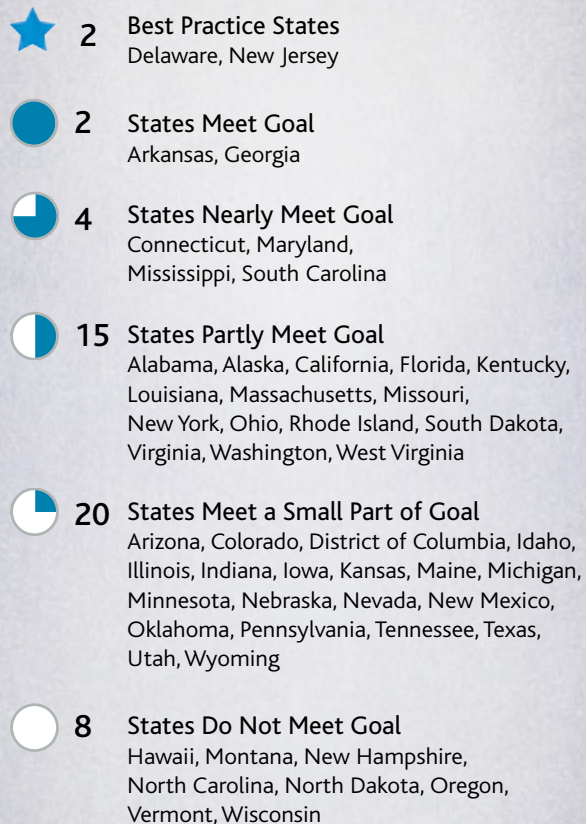 2 Best Practice States
Delaware, New Jersey
2 States Meet Goal
Arkansas, Georgia
4 States Nearly Meet Goal
Connecticut, Maryland,
Mississippi, South Carolina
15 States Partly Meet Goal
Alabama, Alaska, California, Florida, Kentucky,
Louisiana, Massachusetts, Missouri,
New York, Ohio, Rhode Island, South Dakota,
Virginia, Washington, West Virginia
20 States Meet a Small Part of Goal
Arizona, Colorado, District of Columbia, Idaho,
Illinois, Indiana, Iowa, Kansas, Maine, Michigan,
Minnesota, Nebraska, Nevada, New Mexico,
Oklahoma, Pennsylvania, Tennessee, Texas,
Utah, Wyoming
8 States Do Not Meet Goal
Hawaii, Montana, New Hampshire,
North Carolina, North Dakota, Oregon,
Vermont, Wisconsin